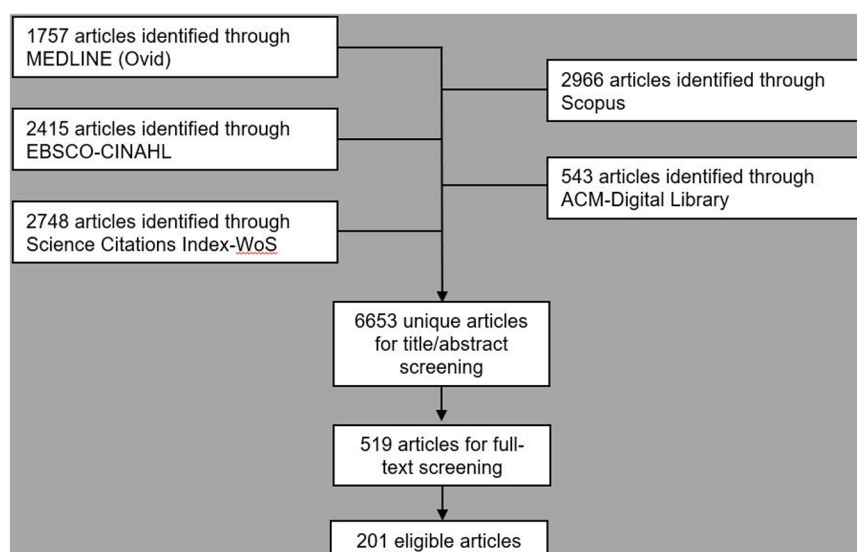 1757 articles identified through
MEDLINE (Ovid)
2966 articles identified through
Scopus
2415 articles identified through
EBSCO-CINAHL
543 articles identified through
ACM-Digital Library
2748 articles identified through
Science Citations Index-WoS
6653 unique articles
for title/abstract
screening
519 articles for full-
text screening
201 eligible articles